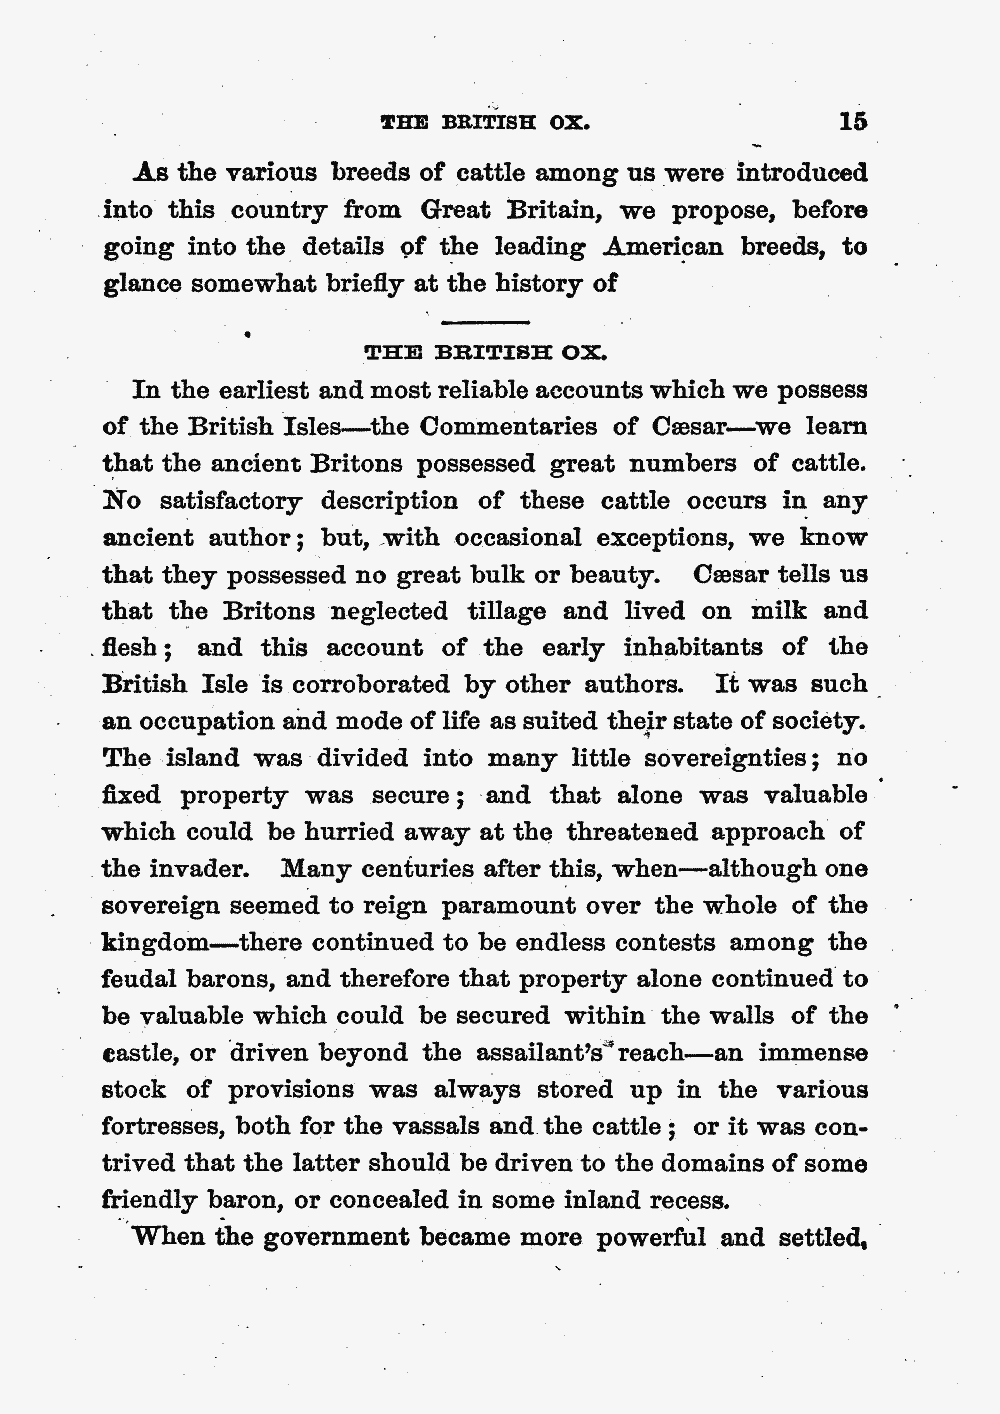 THE BRITISH OX. 15
As the various breeds of cattle among us were introduced
into this country from Great Britain, we propose, before
going into the details of the leading American breeds, to
glance somewhat briefly at the history of
THE BRITISH OX.
In the earliest and most reliable accounts which we possess
of the British Isles—the Commentaries of Cæsar—we learn
that the ancient Britons possessed great numbers of cattle.
No satisfactory description of these cattle occurs in any
ancient author; but, with occasional exceptions, we know
that they possessed no great bulk or beauty. Cæsar tells us
that the Britons neglected tillage and lived on milk and
flesh; and this account of the early inhabitants of the
British Isle is corroborated by other authors. It was such
an occupation and mode of life as suited their state of society.
The island was divided into many little sovereignties; no
fixed property was secure; and that alone was valuable
which could be hurried away at the threatened approach of
the invader. Many centuries after this, when—although one
sovereign seemed to reign paramount over the whole of the
kingdom—there continued to be endless contests among the
feudal barons, and therefore that property alone continued to
be valuable which could be secured within the walls of the
castle, or driven beyond the assailant's reach—an immense
stock of provisions was always stored up in the various
fortresses, both for the vassals and the cattle; or it was con-
trived that the latter should be driven to the domains of some
friendly baron, or concealed in some inland recess.
When the government became more powerful and settled,